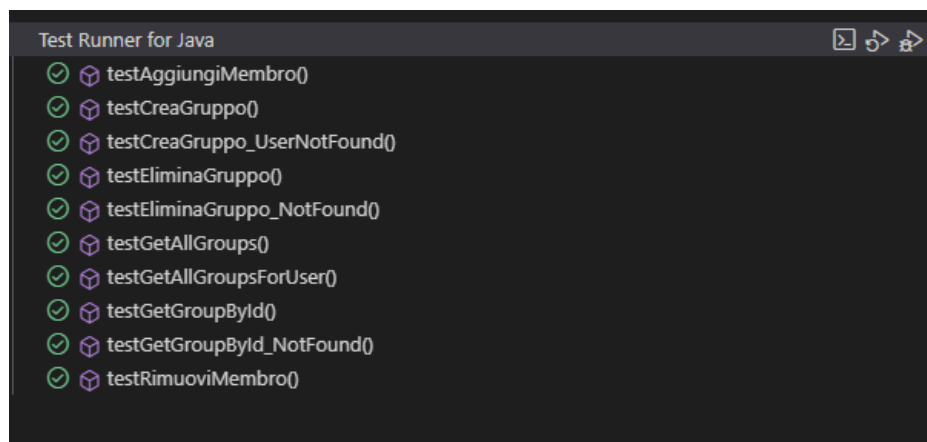 Test Runner for Java
testAggiungiMembro()
testCreaGruppo()
testCreaGruppo_UserNotFound()
testEliminaGruppo()
testEliminaGruppo_NotFound()
testGetAllGroups()
testGetAllGroupsForUser()
testGetGroupById()
testGetGroupById_NotFound()
testRimuoviMembro()